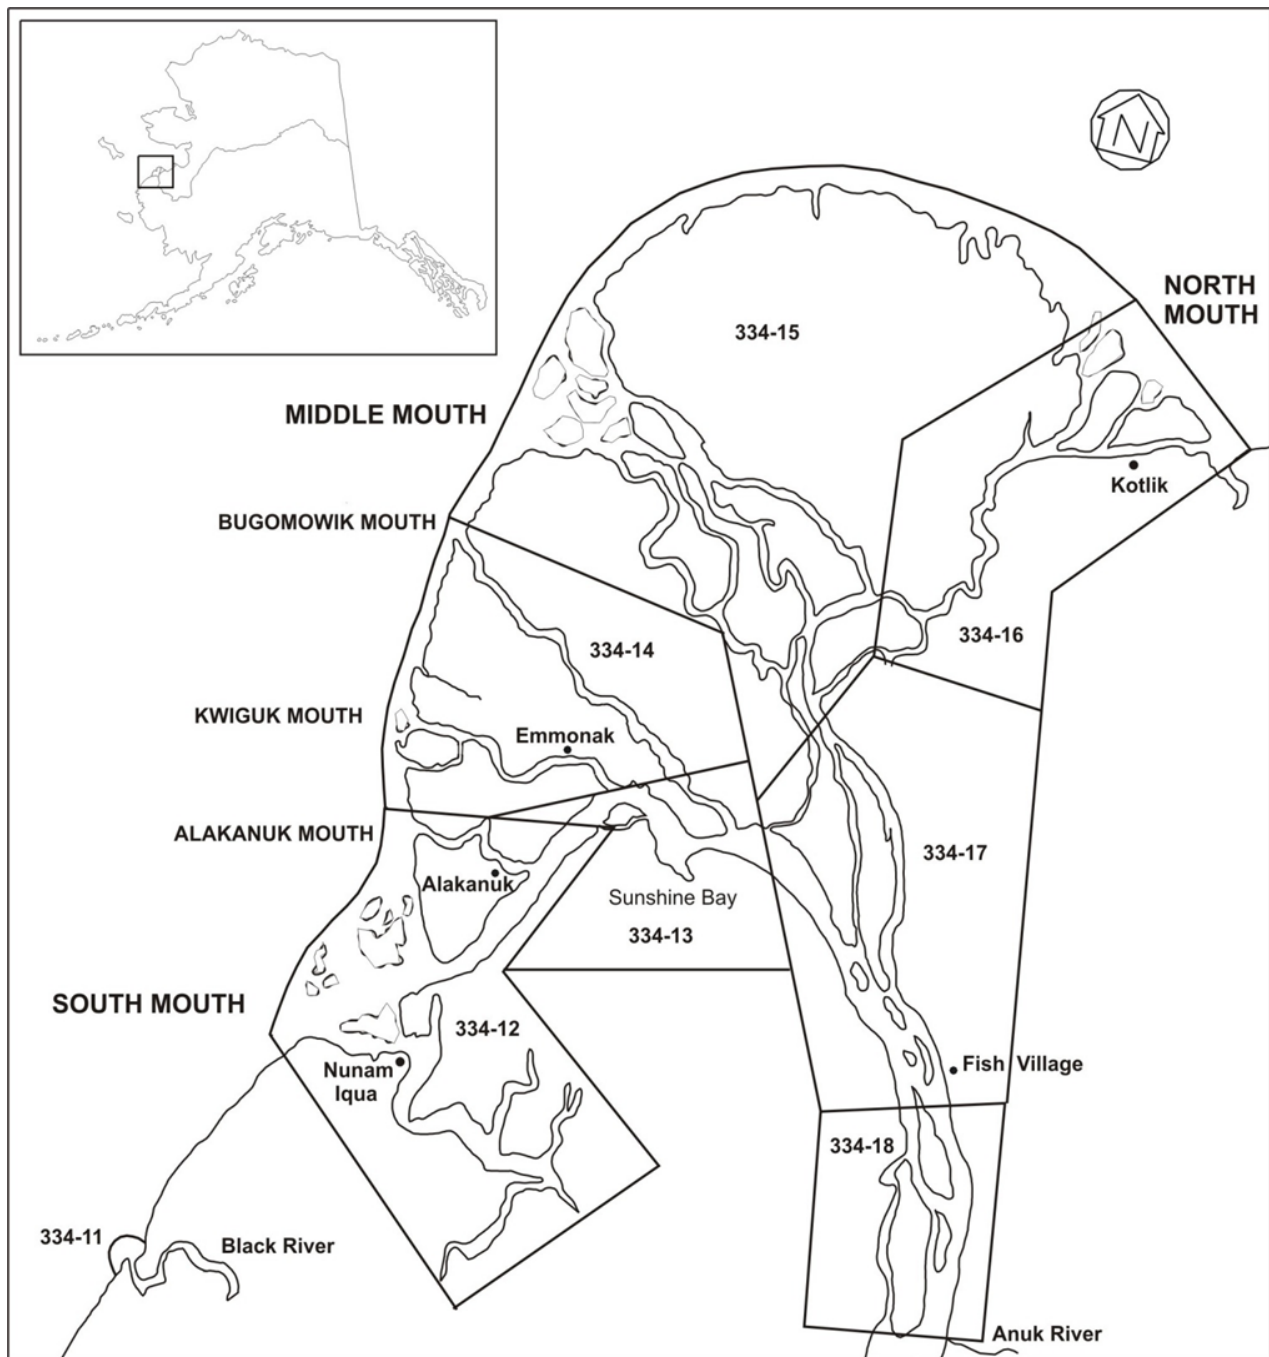 N
NORTH
MOUTH
334-15
MIDDLE MOUTH
Kotlik
BUGOMOWIK MOUTH
334-16
334-14
KWIGUK MOUTH
Emmonak
ALAKANUK MOUTH
334-17
Alakanuk
Sunshine Bay
334-13
SOUTH MOUTH
334-12
Nunam
Iqua
Fish Village
334-18
334-11
Black River
Anuk River